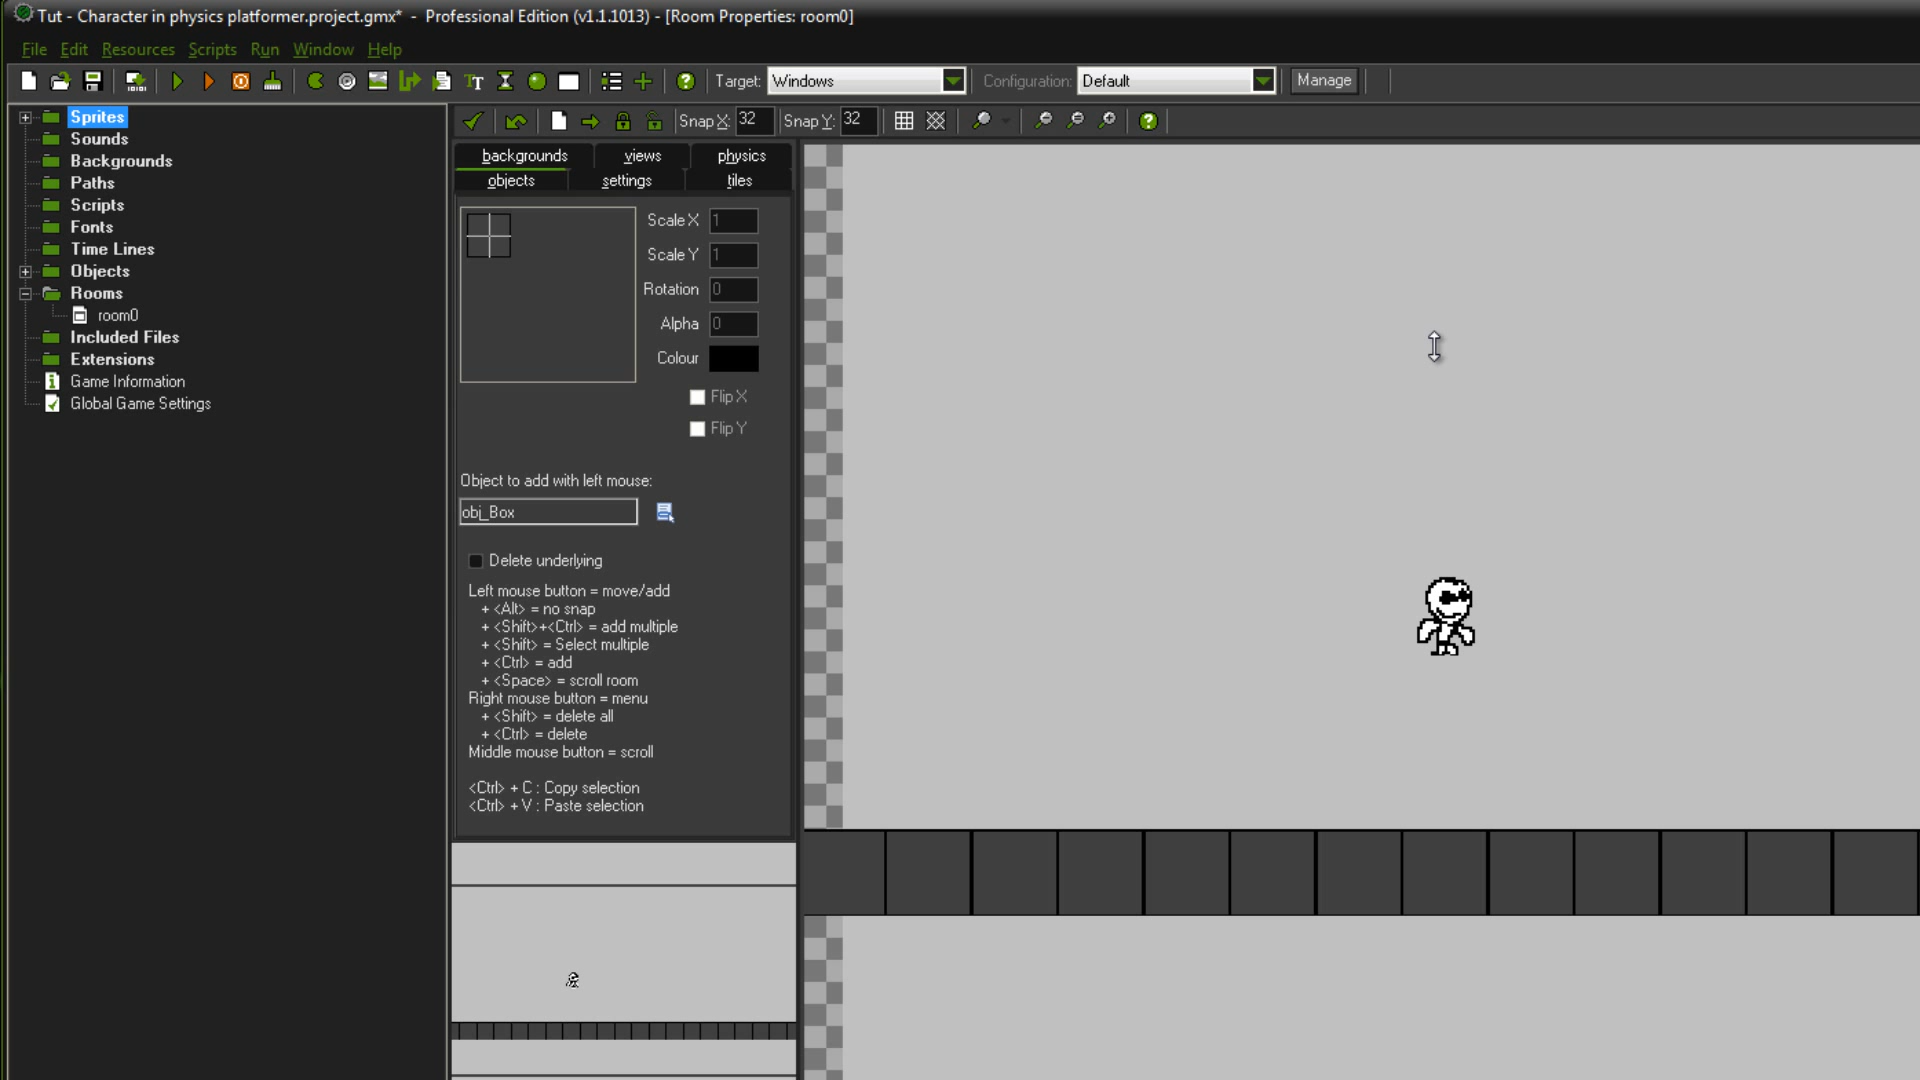 Tut - Character in physics platformer.project.gmx* - Professional Edition (v1.1.1013) - [Room Properties: room0]
File Edit Resources Scripts Run Window Help
Target: Windows Configuration: Default Manage
Sprites
Sounds
Backgrounds
Paths
Scripts
Fonts
Time Lines
Objects
Rooms
room0
Included Files
Extensions
Game Information
Global Game Settings
Snap X: 32 Snap Y: 32
backgrounds views physics
objects settings tiles
Scale X 1
Scale Y 1
Rotation 0
Alpha 0
Colour
Flip X
Flip Y
Object to add with left mouse:
obj_Box
Delete underlying
Left mouse button = move/add
+ <Alt> = no snap
+ <Shift>+<Ctrl> = add multiple
+ <Shift> = Select multiple
+ <Ctrl> = add
+ <Space> = scroll room
Right mouse button = menu
+ <Shift> = delete all
+ <Ctrl> = delete
Middle mouse button = scroll
<Ctrl> + C : Copy selection
<Ctrl> + V : Paste selection